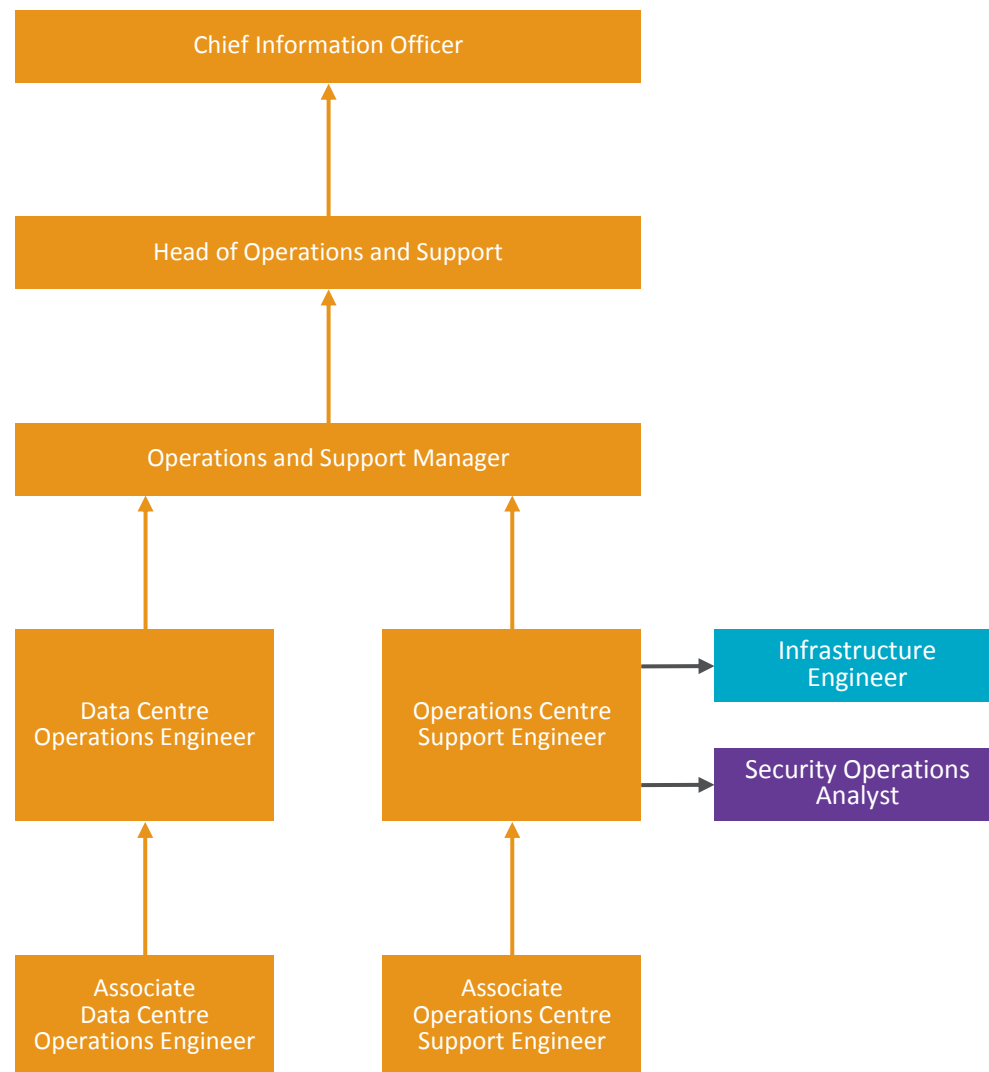 Chief Information Officer
Head of Operations and Support
Operations and Support Manager
Data Centre
Operations Engineer
Operations Centre
Support Engineer
Infrastructure
Engineer
Security Operations
Analyst
Associate
Data Centre
Operations Engineer
Associate
Operations Centre
Support Engineer